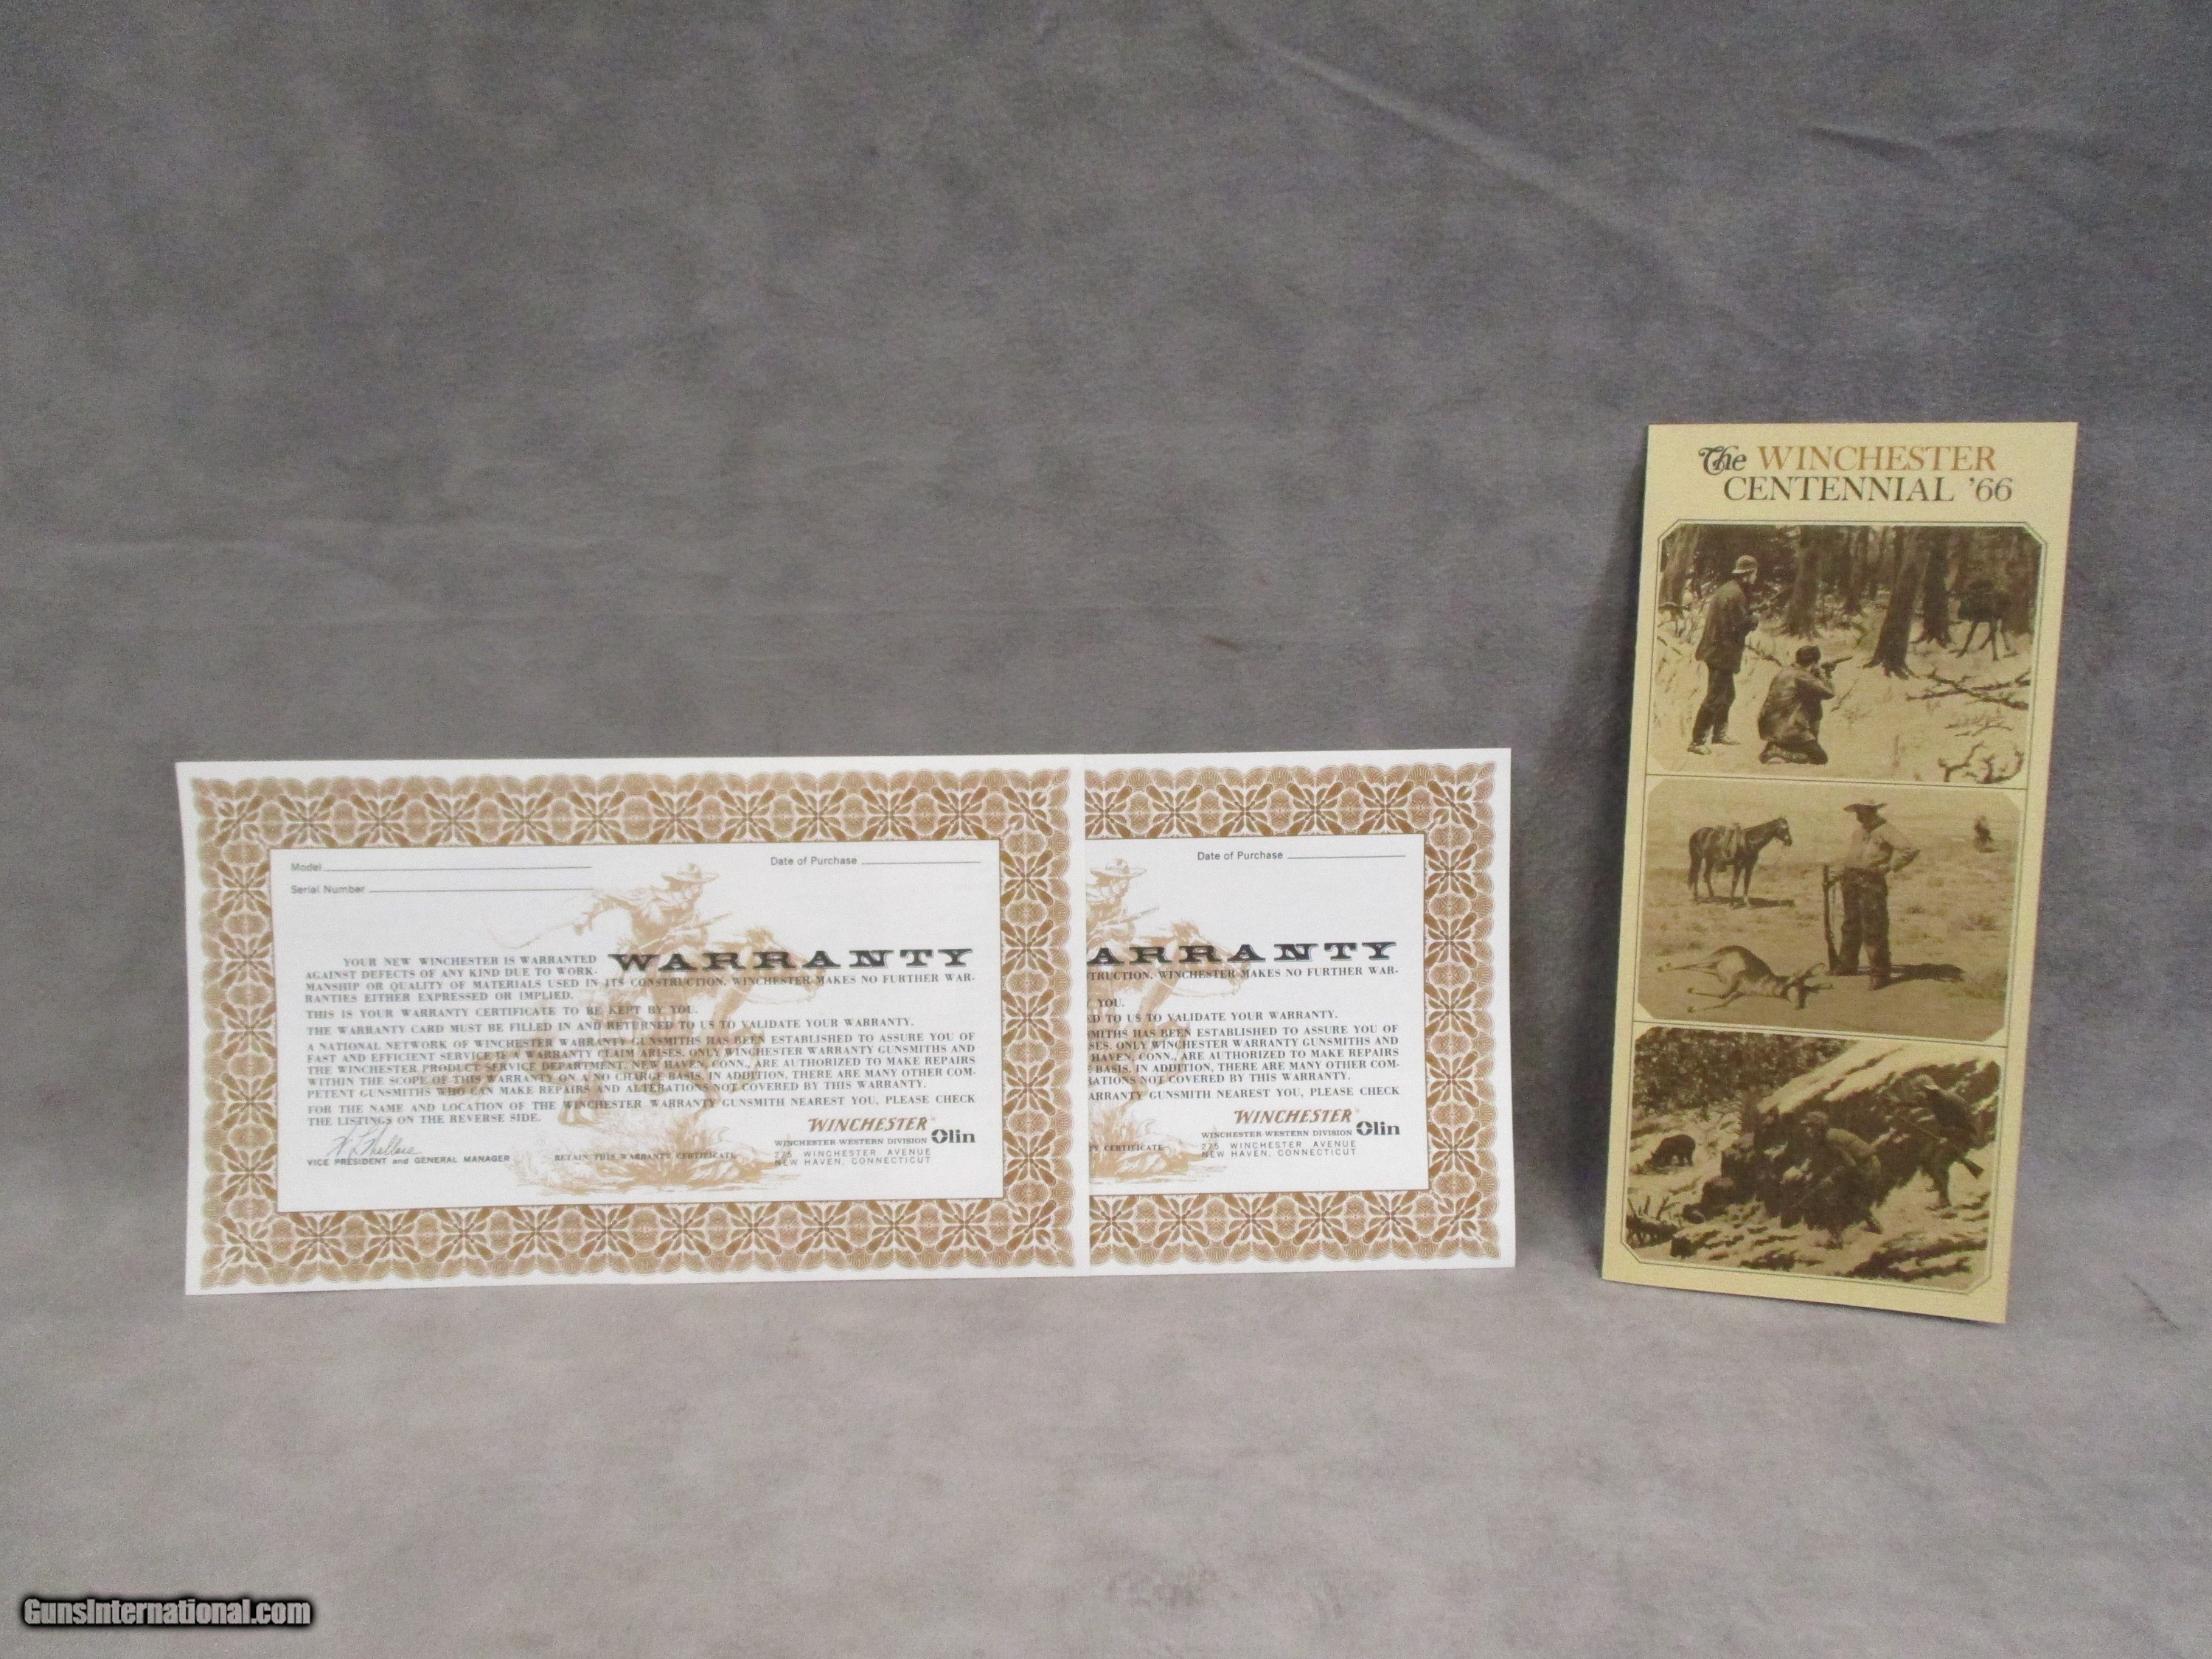 Model
Date of Purchase
Serial Number
YOUR NEW WINCHESTER IS WARRANTED
AGAINST DEFECTS OF ANY KIND DUE TO WORK-
WARRANTY
MANSHIP OR QUALITY OF MATERIALS USED IN ITS CONSTRUCTION. WINCHESTER MAKES NO FURTHER WAR-
RANTIES EITHER EXPRESSED OR IMPLIED.
THIS IS YOUR WARRANTY CERTIFICATE TO BE KEPT BY YOU.
THE WARRANTY CARD MUST BE FILLED IN AND RETURNED TO US TO VALIDATE YOUR WARRANTY.
A NATIONAL NETWORK OF WINCHESTER WARRANTY GUNSMITHS HAS BEEN ESTABLISHED TO ASSURE YOU OF
FAST AND EFFICIENT SERVICE IF A WARRANTY CLAIM ARISES. ONLY WINCHESTER WARRANTY GUNSMITHS AND
THE WINCHESTER PRODUCT SERVICE DEPARTMENT, NEW HAVEN, CONN., ARE AUTHORIZED TO MAKE REPAIRS
WITHIN THE SCOPE OF THIS WARRANTY ON A NO CHARGE BASIS. IN ADDITION, THERE ARE MANY OTHER COM-
PETENT GUNSMITHS WHO CAN MAKE REPAIRS AND ALTERATIONS NOT COVERED BY THIS WARRANTY.
FOR THE NAME AND LOCATION OF THE WINCHESTER WARRANTY GUNSMITH NEAREST YOU, PLEASE CHECK
THE LISTINGS ON THE REVERSE SIDE.
VICE PRESIDENT and GENERAL MANAGER
RETAIN THIS WARRANTY CERTIFICATE
WINCHESTER®
WINCHESTER-WESTERN DIVISION Olin
275 WINCHESTER AVENUE
NEW HAVEN, CONNECTICUT
Date of Purchase
ARRANTY
TRUCTION. WINCHESTER MAKES NO FURTHER WAR-
YOU.
ED TO US TO VALIDATE YOUR WARRANTY.
SMITHS HAS BEEN ESTABLISHED TO ASSURE YOU OF
SES. ONLY WINCHESTER WARRANTY GUNSMITHS AND
HAVEN, CONN., ARE AUTHORIZED TO MAKE REPAIRS
BASIS. IN ADDITION, THERE ARE MANY OTHER COM-
RATIONS NOT COVERED BY THIS WARRANTY.
ARRANTY GUNSMITH NEAREST YOU, PLEASE CHECK
TY CERTIFICATE
WINCHESTER®
WINCHESTER-WESTERN DIVISION Olin
275 WINCHESTER AVENUE
NEW HAVEN, CONNECTICUT
The WINCHESTER
CENTENNIAL '66
GunsInternational.com